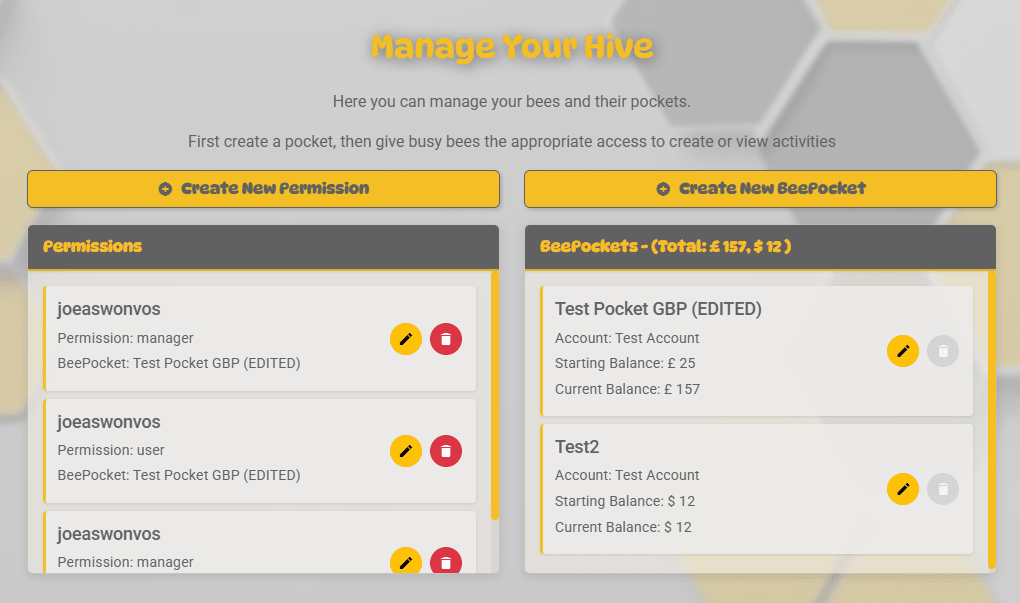 Manage Your Hive
Here you can manage your bees and their pockets.
First create a pocket, then give busy bees the appropriate access to create or view activities
Create New Permission
Create New BeePocket
Permissions
joeaswonvos
Permission: manager
BeePocket: Test Pocket GBP (EDITED)
joeaswonvos
Permission: user
BeePocket: Test Pocket GBP (EDITED)
joeaswonvos
Permission: manager
BeePockets - (Total: £ 157, $ 12 )
Test Pocket GBP (EDITED)
Account: Test Account
Starting Balance: £ 25
Current Balance: £ 157
Test2
Account: Test Account
Starting Balance: $ 12
Current Balance: $ 12